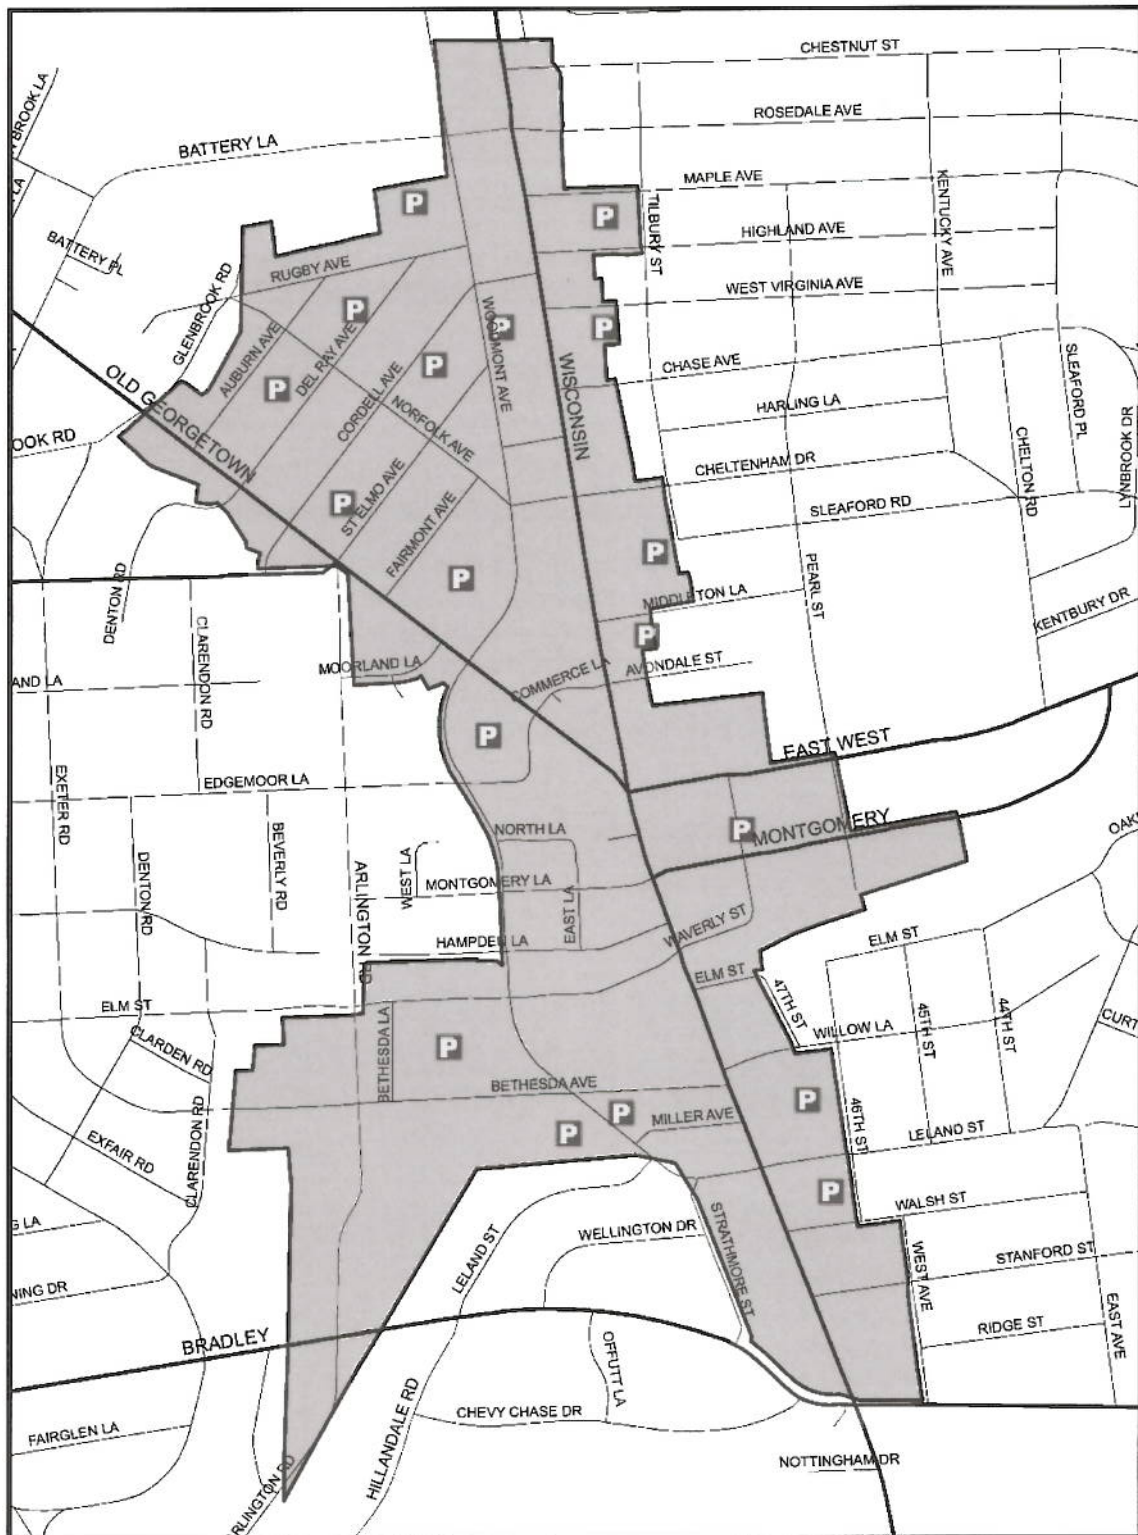 CHESTNUT ST
ROSEDALE AVE
BATTERY LA
MAPLE AVE
KENTUCKY AVE
P
P
TILBURY ST
HIGHLAND AVE
BATTERY PL
RUGBY AVE
GLENBROOK RD
WEST VIRGINIA AVE
P
WOODMONT AVE
P
P
AUBURN AVE
DEL RAY AVE
WISCONSIN
CHASE AVE
SLEAFORD PL
OLD GEORGETOWN
P
P
CORDELL AVE
NORFOLK AVE
HARLING LA
LYNBROOK DR
OOK RD
CHELTON RD
CHELTENHAM DR
P
ST ELMO AVE
SLEAFORD RD
FAIRMONT AVE
P
P
DENTON RD
PEARL ST
MIDDLETON LA
KENTBURY DR
CLARENDON RD
P
MOORLAND LA
COMMERCE LA
AVONDALE ST
AND LA
P
EAST WEST
EXETER RD
EDGEMOOR LA
BEVERLY RD
NORTH LA
P
MONTGOMERY
DENTON RD
ARLINGTON RD
WEST LA
MONTGOMERY LA
EAST LA
WAVERLY ST
HAMPDEN LA
ELM ST
ELM ST
47TH ST
ELM ST
BETHESDA LA
WILLOW LA
45TH ST
44TH ST
CLARDEN RD
P
BETHESDA AVE
P
46TH ST
P
P
MILLER AVE
LELAND ST
EXFAIR RD
CLARENDON RD
P
WALSH ST
G LA
LELAND ST
WELLINGTON DR
STRATHMORE ST
WEST AVE
STANFORD ST
NING DR
EAST AVE
BRADLEY
OFFUTT LA
RIDGE ST
HILLANDALE RD
CHEVY CHASE DR
FAIRGLEN LA
NOTTINGHAM DR
RLINGTON RD